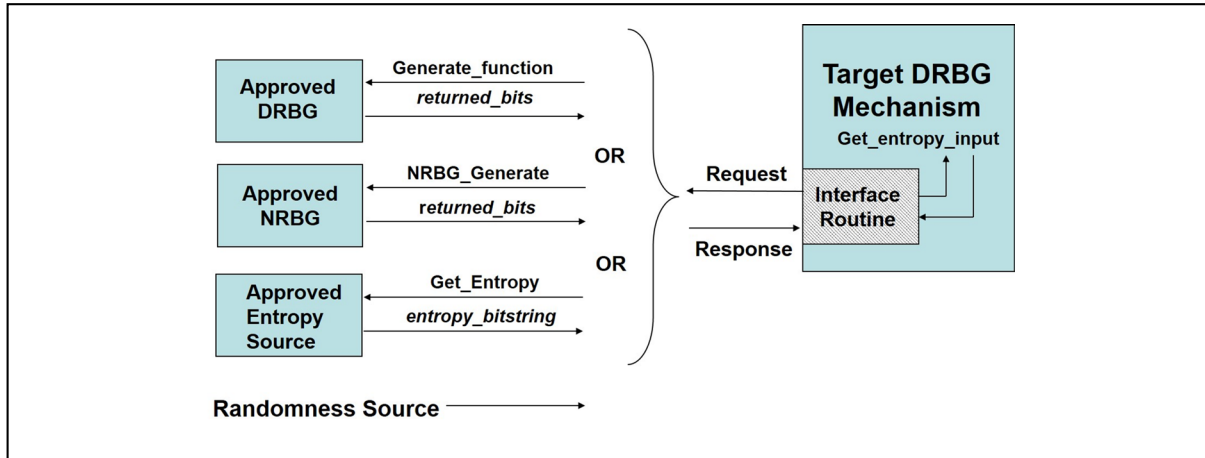 Approved
DRBG
Generate_function
returned_bits
OR
Approved
NRBG
NRBG_Generate
returned_bits
OR
Approved
Entropy
Source
Get_Entropy
entropy_bitstring
Randomness Source
Request
Response
Target DRBG
Mechanism
Get_entropy_input
Interface
Routine